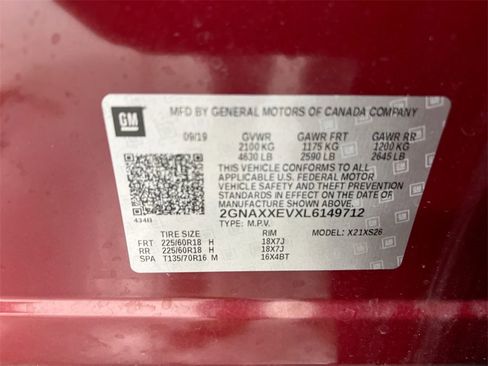 GM
MFD BY GENERAL MOTORS OF CANADA COMPANY
09/19 GVWR GAWR FRT GAWR RR
2100 KG 1175 KG 1200 KG
4630 LB 2590 LB 2645 LB
THIS VEHICLE CONFORMS TO ALL
APPLICABLE U.S. FEDERAL MOTOR
VEHICLE SAFETY AND THEFT PREVENTION
STANDARDS IN EFFECT ON THE DATE OF
MANUFACTURE SHOWN ABOVE.
2GNAXXEVXL6149712
434B TYPE: M.P.V.
TIRE SIZE RIM MODEL: X21XS26
FRT 225/60R18 H 18X7J
RR 225/60R18 H 18X7J
SPA T135/70R16 M 16X4BT